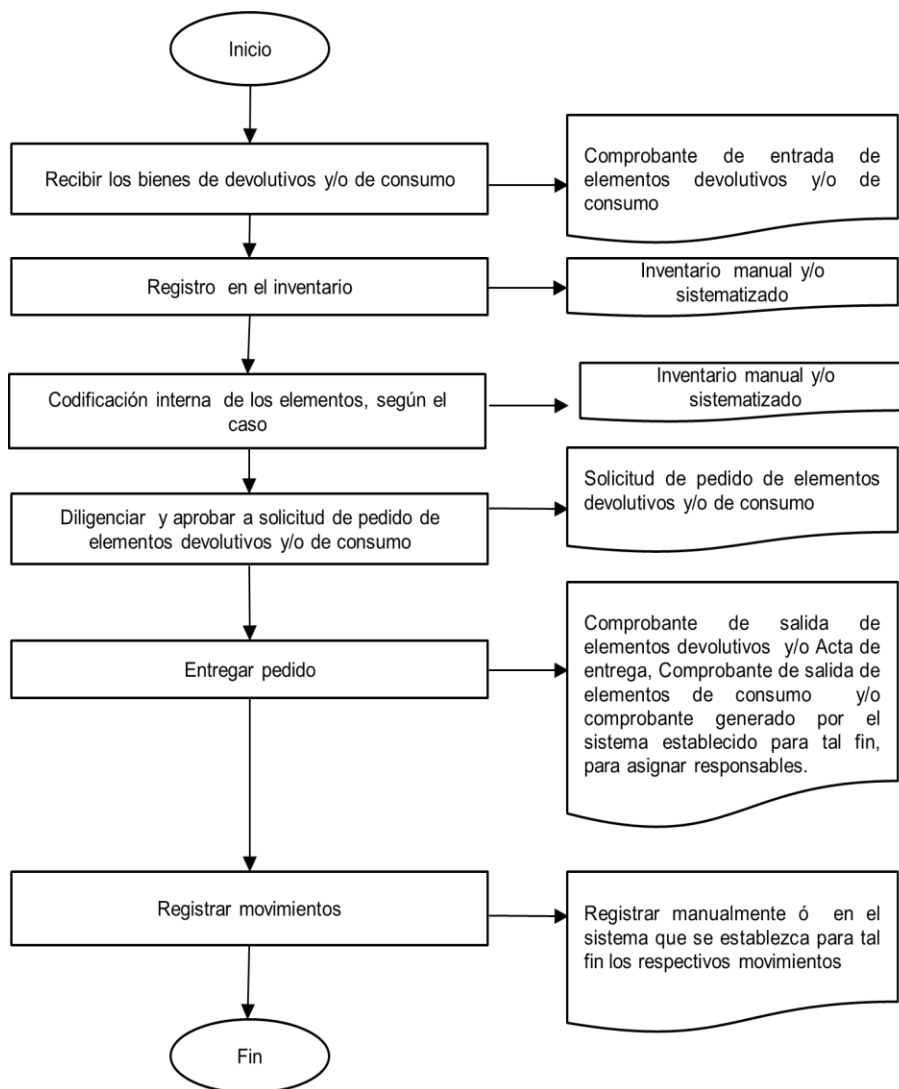 Inicio
Recibir los bienes de devolutivos y/o de consumo
Comprobante de entrada de
elementos devolutivos y/o de
consumo
Registro en el inventario
Inventario manual y/o
sistematizado
Codificación interna de los elementos, según el
caso
Inventario manual y/o
sistematizado
Diligenciar y aprobar a solicitud de pedido de
elementos devolutivos y/o de consumo
Solicitud de pedido de elementos
devolutivos y/o de consumo
Entregar pedido
Comprobante de salida de
elementos devolutivos y/o Acta de
entrega, Comprobante de salida de
elementos de consumo y/o
comprobante generado por el
sistema establecido para tal fin,
para asignar responsables.
Registrar movimientos
Registrar manualmente ó en el
sistema que se establezca para tal
fin los respectivos movimientos
Fin